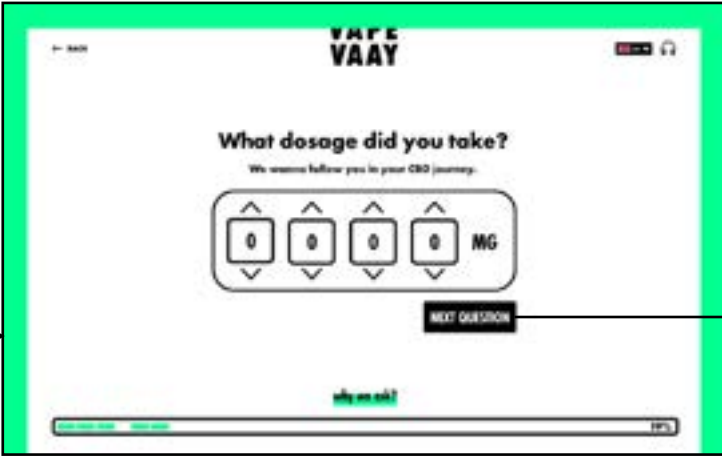 ← BACK
VAPE
VAAY
What dosage did you take?
We wanna follow you in your CBD journey.
0 0 0 0 MG
NEXT QUESTION
why we ask?